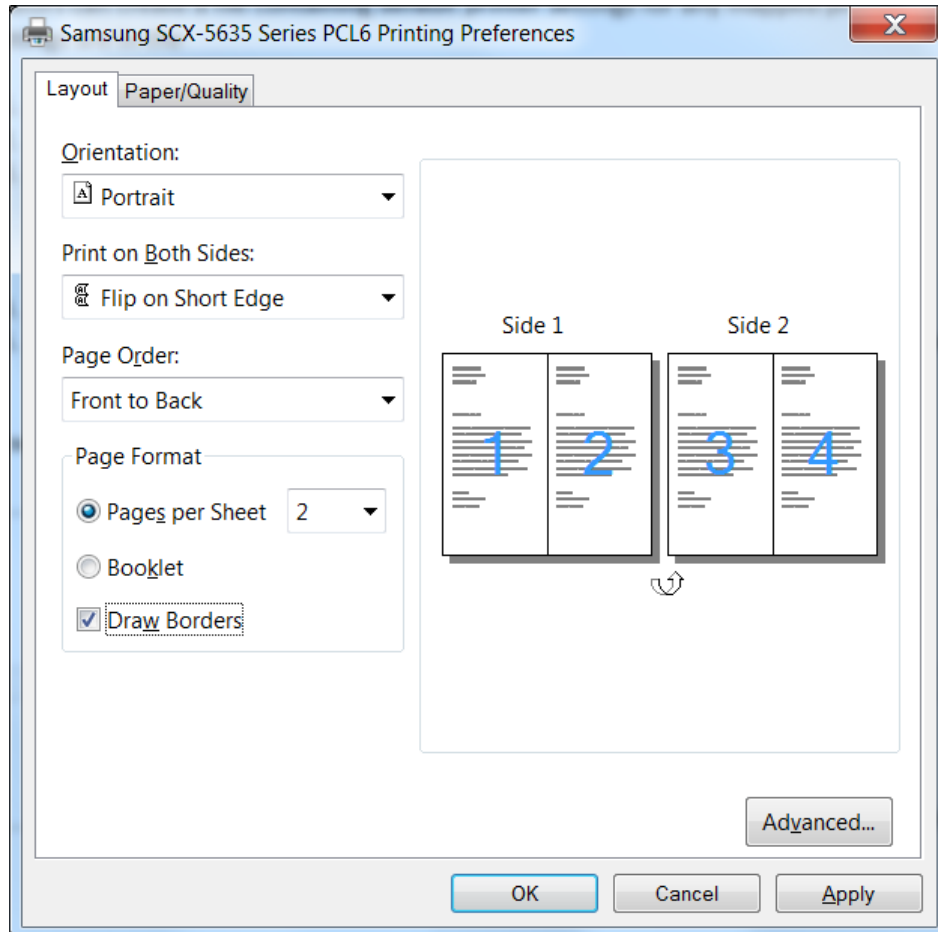 Samsung SCX-5635 Series PCL6 Printing Preferences
X
Layout
Paper/Quality
Orientation:
A Portrait
Print on Both Sides:
Flip on Short Edge
Page Order:
Front to Back
Page Format
Pages per Sheet 2
Booklet
Draw Borders
Side 1 Side 2
1 2 3 4
Advanced...
OK Cancel Apply